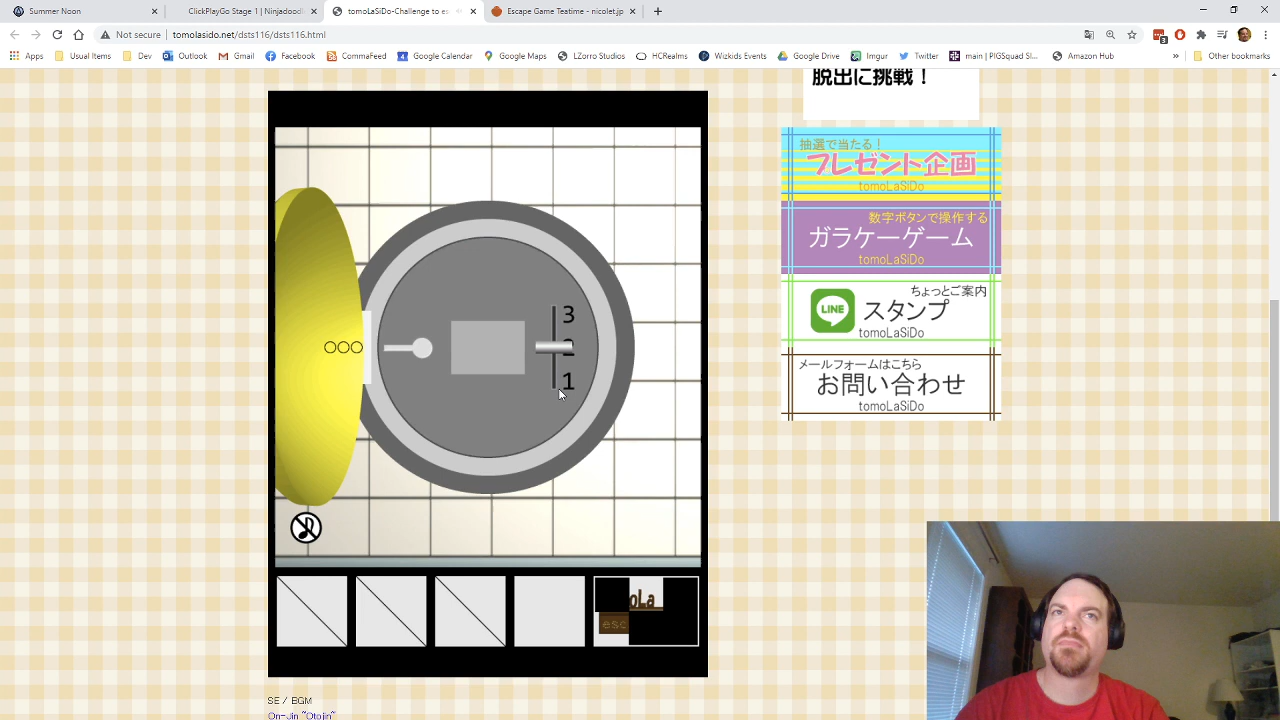 Summer Noon
ClickPlayGo Stage 1 | Ninjadoodl
tomoLaSiDo-Challenge to es
Escape Game Teatime - nicolet.jp
Not secure
tomolasido.net/dsts116/dsts116.html
3
Apps
Usual Items
Dev
Outlook
Gmail
Facebook
CommaFeed
Google Calendar
Google Maps
LZorro Studios
HCRealms
Wizkids Events
Imgur
Twitter
main | PIGSquad Sl...
Amazon Hub
»
Other bookmarks
脱出に挑戦！
抽選で当たる！
プレゼント企画
tomoLaSiDo
数字ボタンで操作する
ガラケーゲーム
tomoLaSiDo
ちょっとご案内
LINE
スタンプ
tomoLaSiDo
メールフォームはこちら
お問い合わせ
tomoLaSiDo
3
2
1
oLa
esc
SE / BGM
On-Jin “Otojin”